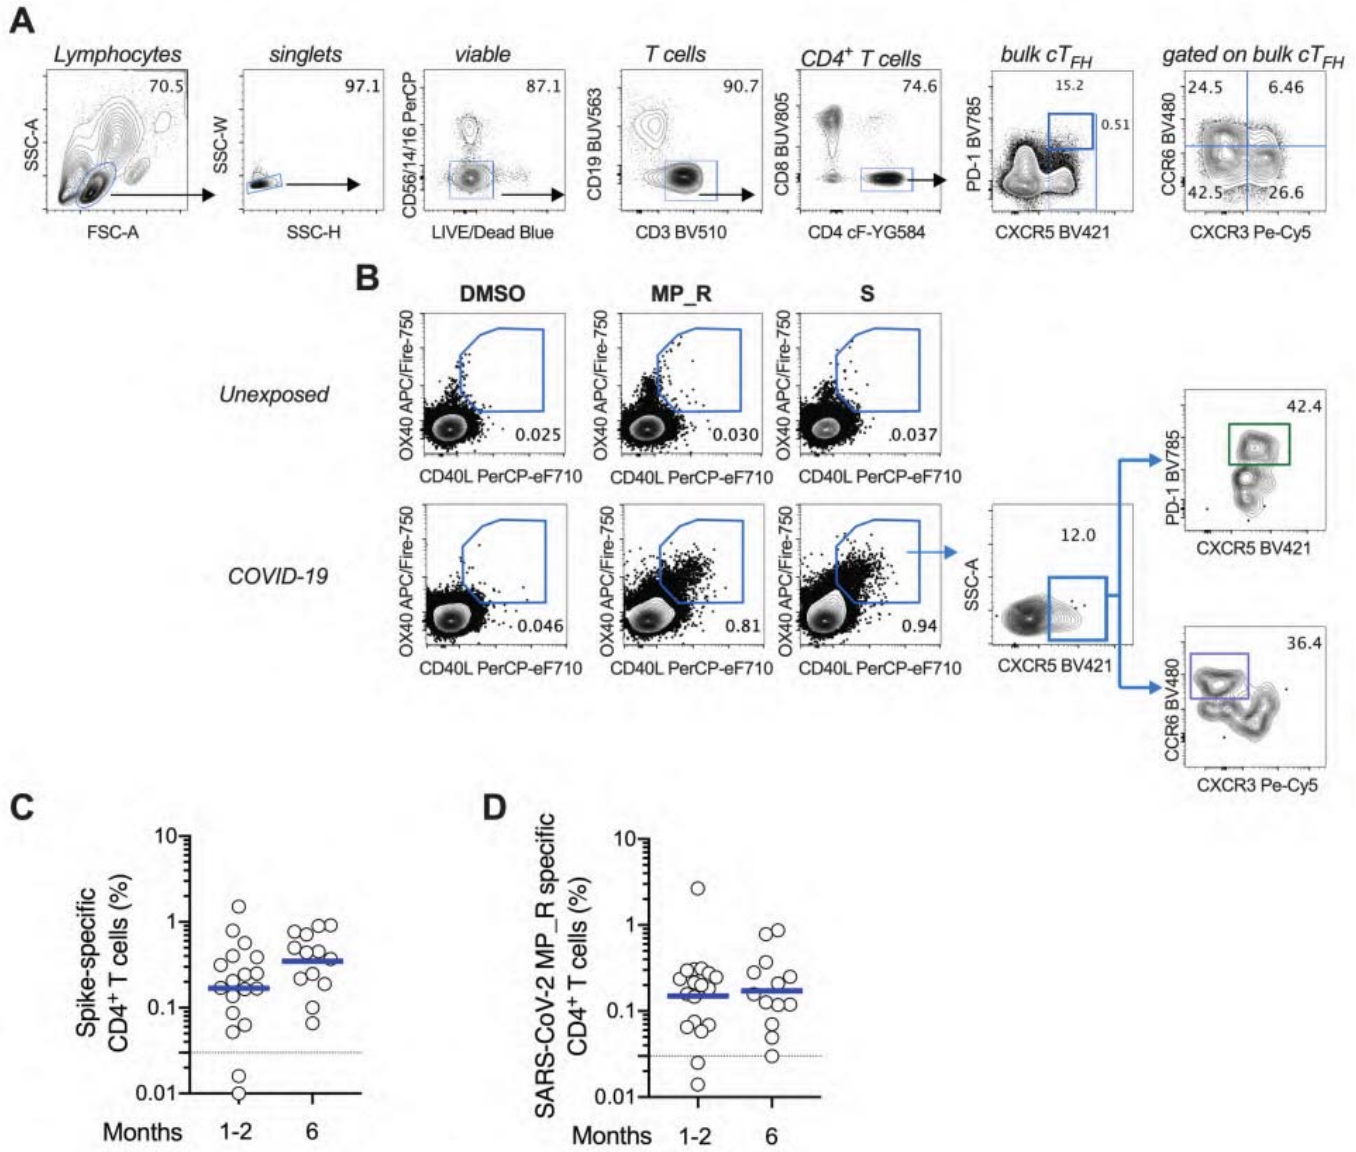 A
Lymphocytes
singlets
viable
T cells
CD4+ T cells
bulk cTFH
gated on bulk cTFH
70.5
97.1
87.1
90.7
74.6
15.2
0.51
24.5
6.46
42.5
26.6
SSC-A
SSC-W
CD56/14/16 PerCP
CD19 BUV563
CD8 BUV805
PD-1 BV785
CCR6 BV480
FSC-A
SSC-H
LIVE/Dead Blue
CD3 BV510
CD4 cF-YG584
CXCR5 BV421
CXCR3 Pe-Cy5
B
DMSO
MP_R
S
Unexposed
OX40 APC/Fire-750
OX40 APC/Fire-750
OX40 APC/Fire-750
0.025
0.030
0.037
CD40L PerCP-eF710
CD40L PerCP-eF710
CD40L PerCP-eF710
COVID-19
OX40 APC/Fire-750
OX40 APC/Fire-750
OX40 APC/Fire-750
0.046
0.81
0.94
CD40L PerCP-eF710
CD40L PerCP-eF710
CD40L PerCP-eF710
SSC-A
12.0
CXCR5 BV421
PD-1 BV785
42.4
CXCR5 BV421
CCR6 BV480
36.4
CXCR3 Pe-Cy5
C
Spike-specific
CD4+ T cells (%)
10
1
0.1
0.01
Months
1-2
6
D
SARS-CoV-2 MP_R specific
CD4+ T cells (%)
10
1
0.1
0.01
Months
1-2
6